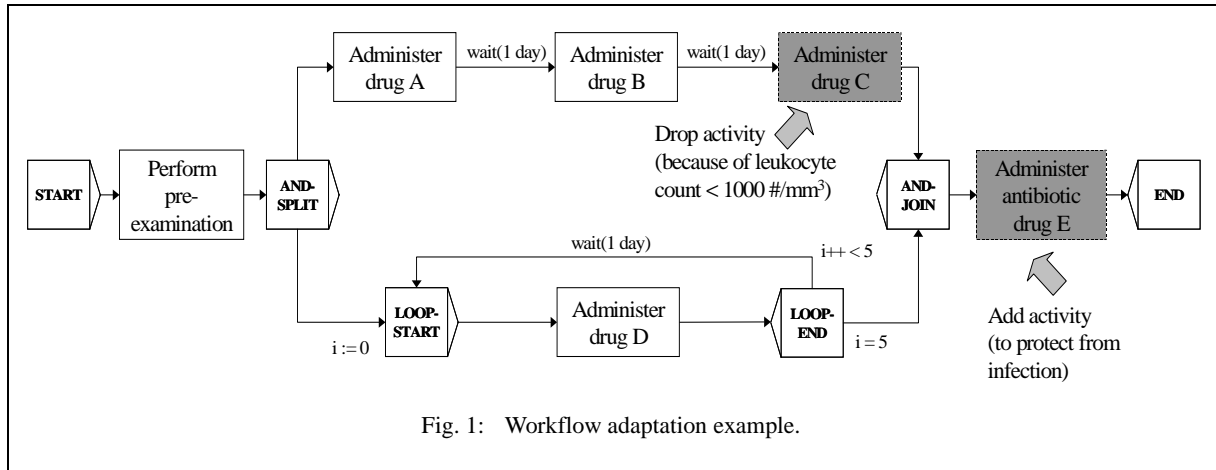 Administer
drug A
wait(1 day)
Administer
drug B
wait(1 day)
Administer
drug C
Drop activity
(because of leukocyte
count < 1000 #/mm³)
START
Perform
pre-
examination
AND-
SPLIT
AND-
JOIN
Administer
antibiotic
drug E
END
wait(1 day)
i++ < 5
i := 0
LOOP-
START
Administer
drug D
LOOP-
END
i = 5
Add activity
(to protect from
infection)
Fig. 1: Workflow adaptation example.